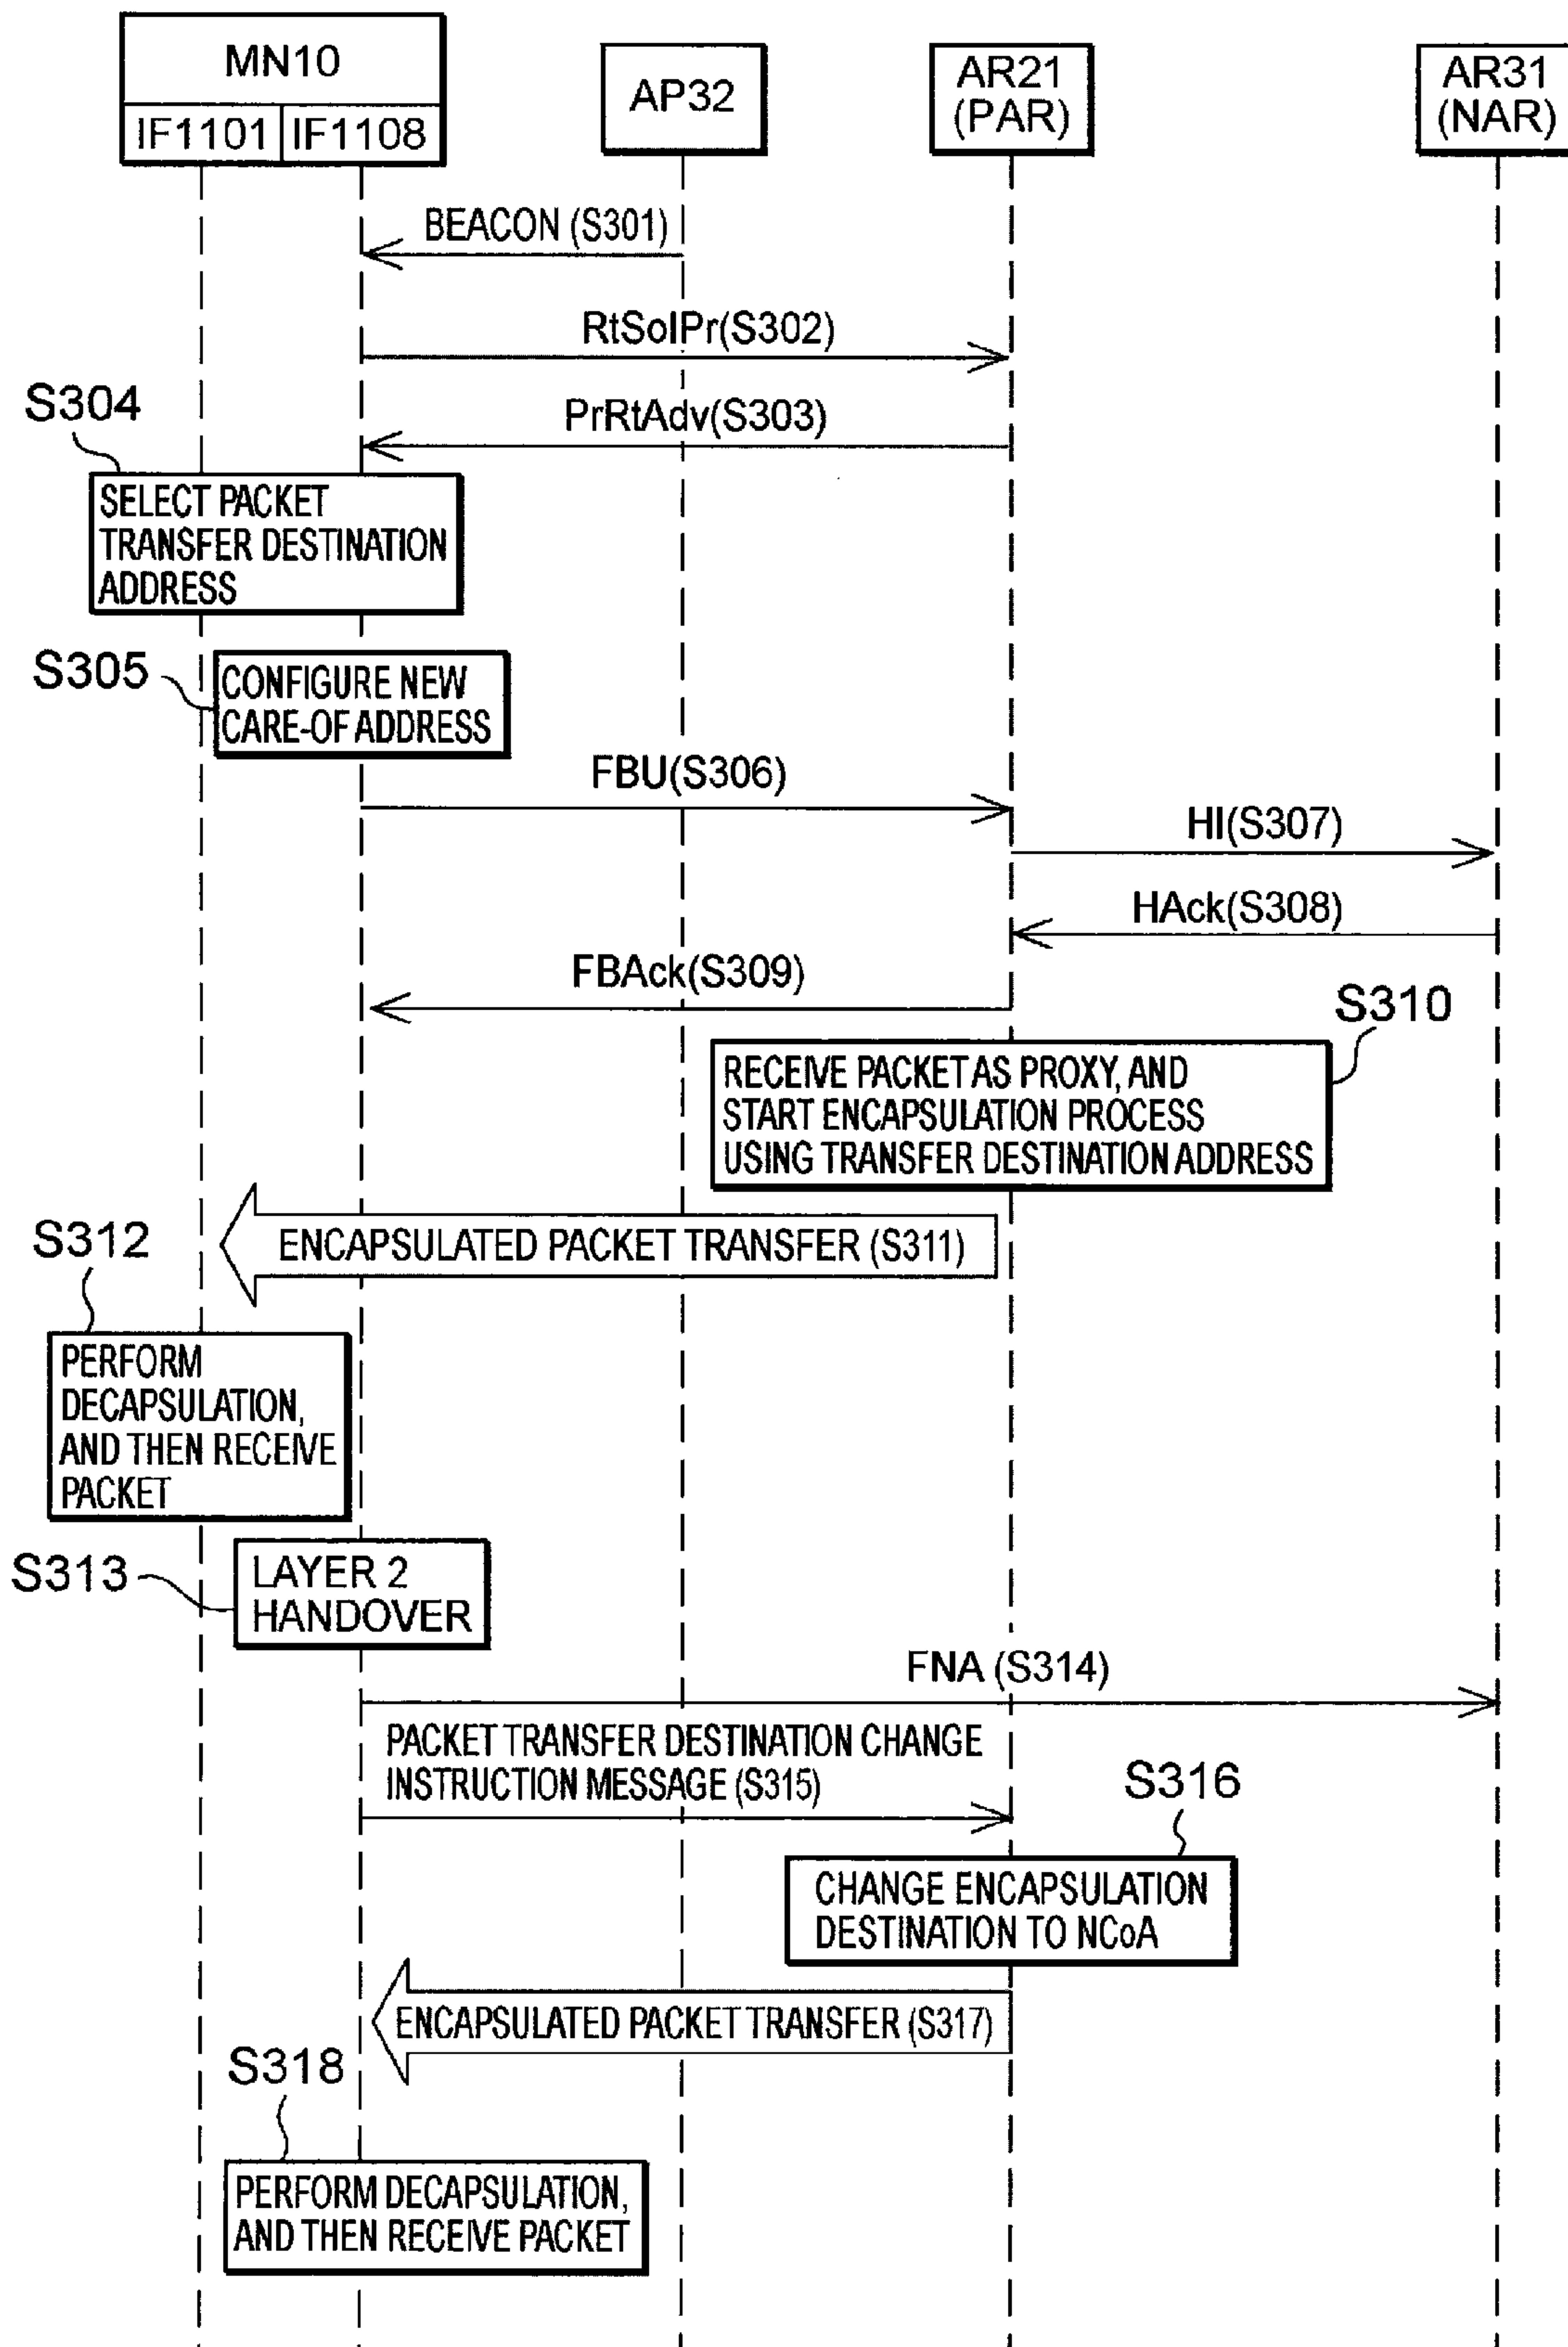 MN10
IF1101 IF1108
AP32
AR21
(PAR)
AR31
(NAR)
BEACON (S301)
RtSolPr(S302)
PrRtAdv(S303)
S304
SELECT PACKET
TRANSFER DESTINATION
ADDRESS
S305
CONFIGURE NEW
CARE-OF ADDRESS
FBU(S306)
HI(S307)
HAck(S308)
FBAck(S309)
S310
RECEIVE PACKET AS PROXY, AND
START ENCAPSULATION PROCESS
USING TRANSFER DESTINATION ADDRESS
ENCAPSULATED PACKET TRANSFER (S311)
S312
PERFORM
DECAPSULATION,
AND THEN RECEIVE
PACKET
S313
LAYER 2
HANDOVER
FNA (S314)
PACKET TRANSFER DESTINATION CHANGE
INSTRUCTION MESSAGE (S315)
S316
CHANGE ENCAPSULATION
DESTINATION TO NCoA
ENCAPSULATED PACKET TRANSFER (S317)
S318
PERFORM DECAPSULATION,
AND THEN RECEIVE PACKET